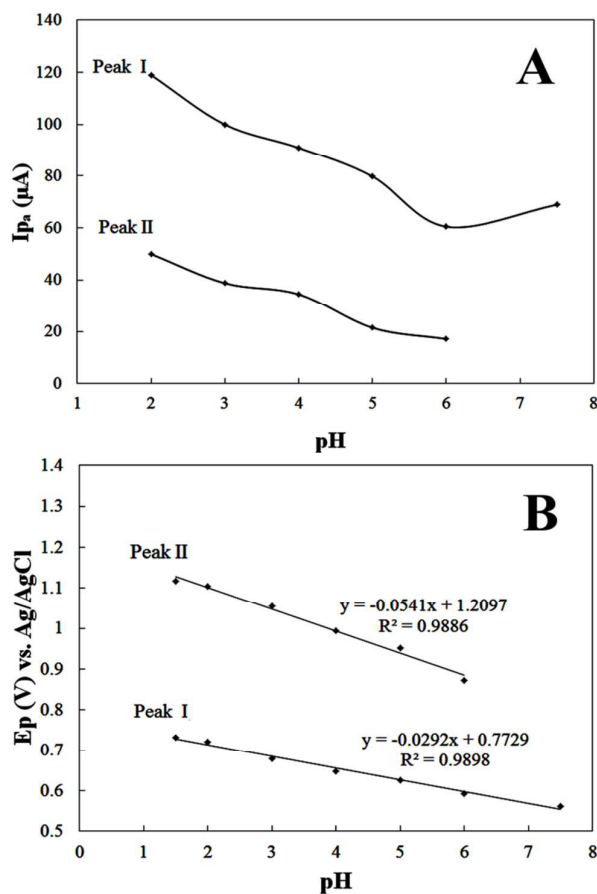 A
140
120
100
80
60
40
20
0
Ipₐ (µA)
Peak I
Peak II
1 2 3 4 5 6 7 8
pH
B
1.4
1.3
1.2
1.1
1
0.9
0.8
0.7
0.6
0.5
Ep (V) vs. Ag/AgCl
Peak II
y = -0.0541x + 1.2097
R² = 0.9886
Peak I
y = -0.0292x + 0.7729
R² = 0.9898
0 1 2 3 4 5 6 7 8
pH